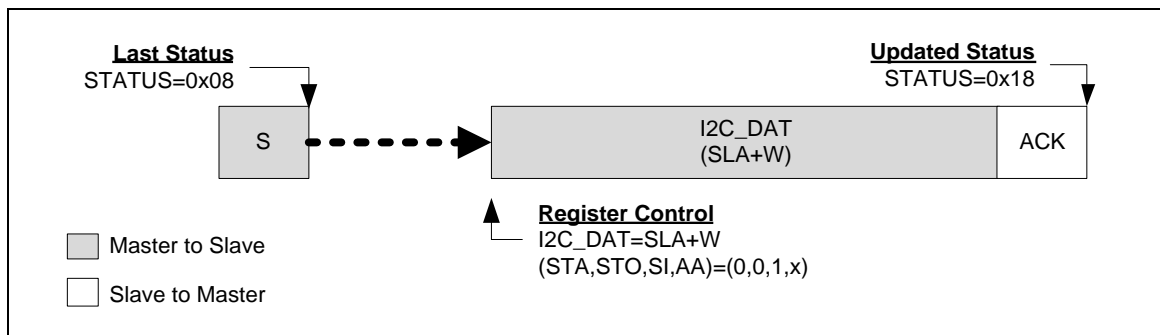 Last Status
STATUS=0x08
Updated Status
STATUS=0x18
S
I2C_DAT
(SLA+W)
ACK
Register Control
I2C_DAT=SLA+W
(STA,STO,SI,AA)=(0,0,1,x)
Master to Slave
Slave to Master